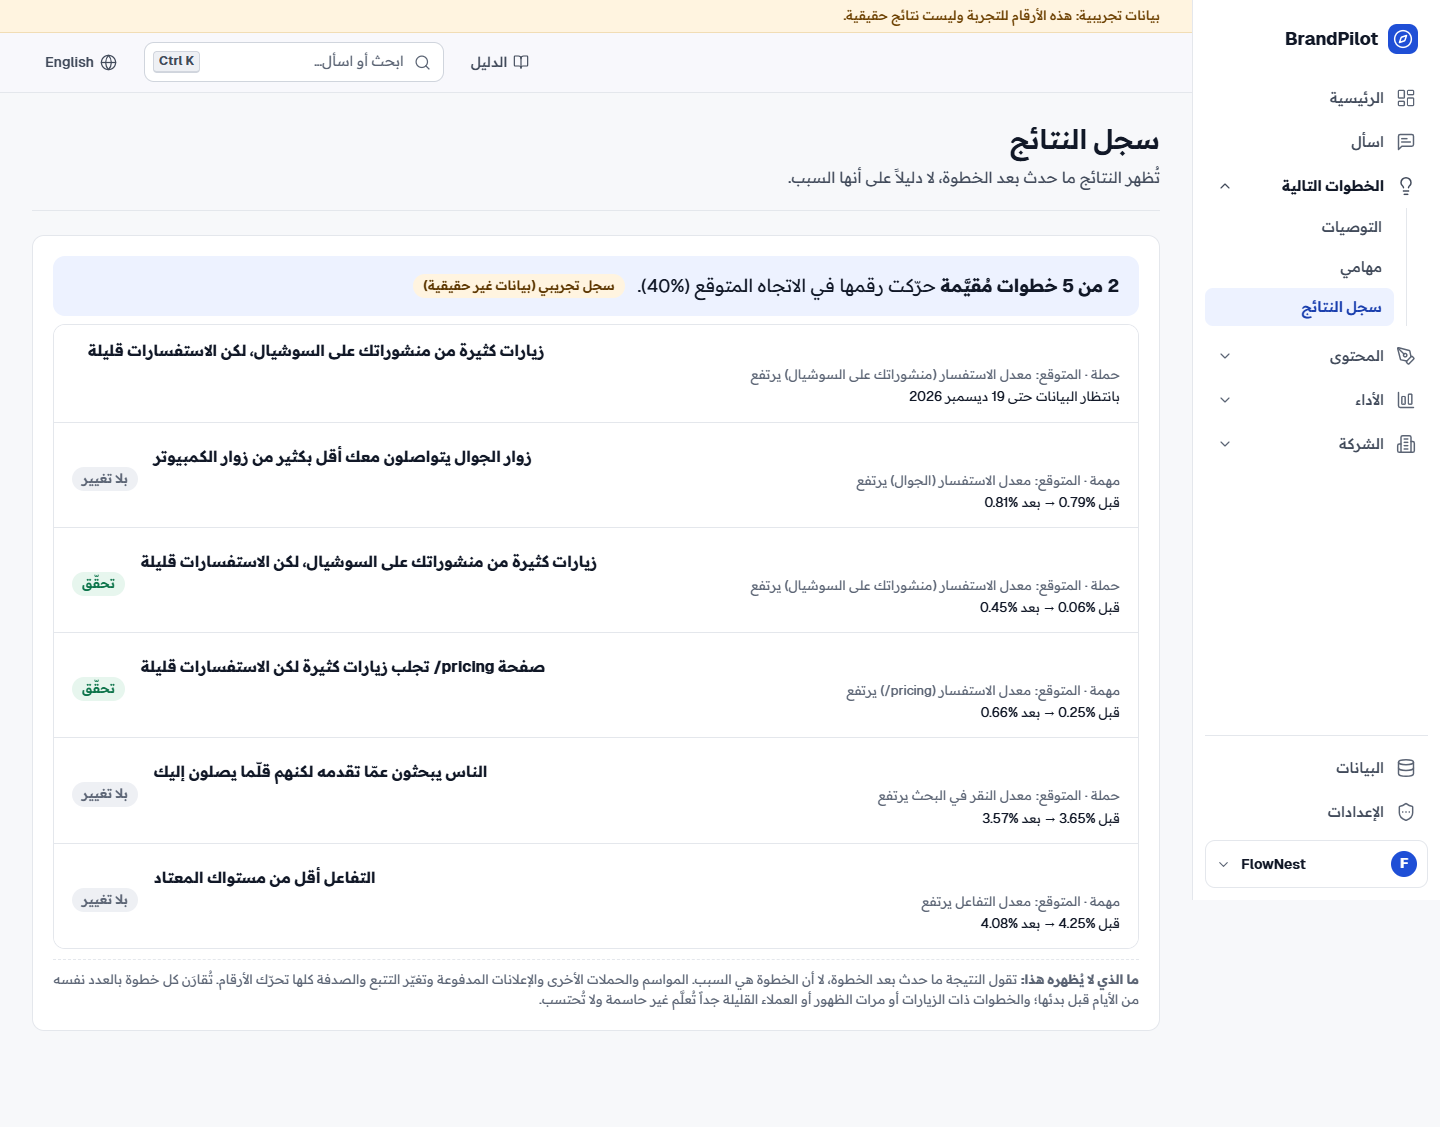 بيانات تجريبية: هذه الأرقام للتجربة وليست نتائج حقيقية.
BrandPilot
الرئيسية
اسأل
الخطوات التالية
التوصيات
مهامي
سجل النتائج
المحتوى
الأداء
الشركة
البيانات
الإعدادات
F FlowNest
الدليل
ابحث أو اسأل...
Ctrl K
English
سجل النتائج
تُظهر النتائج ما حدث بعد الخطوة، لا دليلاً على أنها السبب.
2 من 5 خطوات مُقيَّمة حرّكت رقمها في الاتجاه المتوقع (40%). سجل تجريبي (بيانات غير حقيقية)
زيارات كثيرة من منشوراتك على السوشيال، لكن الاستفسارات قليلة
حملة · المتوقع: معدل الاستفسار (منشوراتك على السوشيال) يرتفع
بانتظار البيانات حتى 19 ديسمبر 2026
زوار الجوال يتواصلون معك أقل بكثير من زوار الكمبيوتر
بلا تغيير
مهمة · المتوقع: معدل الاستفسار (الجوال) يرتفع
قبل 0.79% → بعد 0.81%
زيارات كثيرة من منشوراتك على السوشيال، لكن الاستفسارات قليلة
تحقّق
حملة · المتوقع: معدل الاستفسار (منشوراتك على السوشيال) يرتفع
قبل 0.06% → بعد 0.45%
صفحة /pricing تجلب زيارات كثيرة لكن الاستفسارات قليلة
تحقّق
مهمة · المتوقع: معدل الاستفسار (/pricing) يرتفع
قبل 0.25% → بعد 0.66%
الناس يبحثون عمّا تقدمه لكنهم قلّما يصلون إليك
بلا تغيير
حملة · المتوقع: معدل النقر في البحث يرتفع
قبل 3.65% → بعد 3.57%
التفاعل أقل من مستواك المعتاد
بلا تغيير
مهمة · المتوقع: معدل التفاعل يرتفع
قبل 4.25% → بعد 4.08%
ما الذي لا يُظهره هذا: تقول النتيجة ما حدث بعد الخطوة، لا أن الخطوة هي السبب. المواسم والحملات الأخرى والإعلانات المدفوعة وتغيّر التتبع والصدفة كلها تحرّك الأرقام. تُقارَن كل خطوة بالعدد نفسه
من الأيام قبل بدئها؛ والخطوات ذات الزيارات أو مرات الظهور أو العملاء القليلة جداً تُعلَّم غير حاسمة ولا تُحتسب.